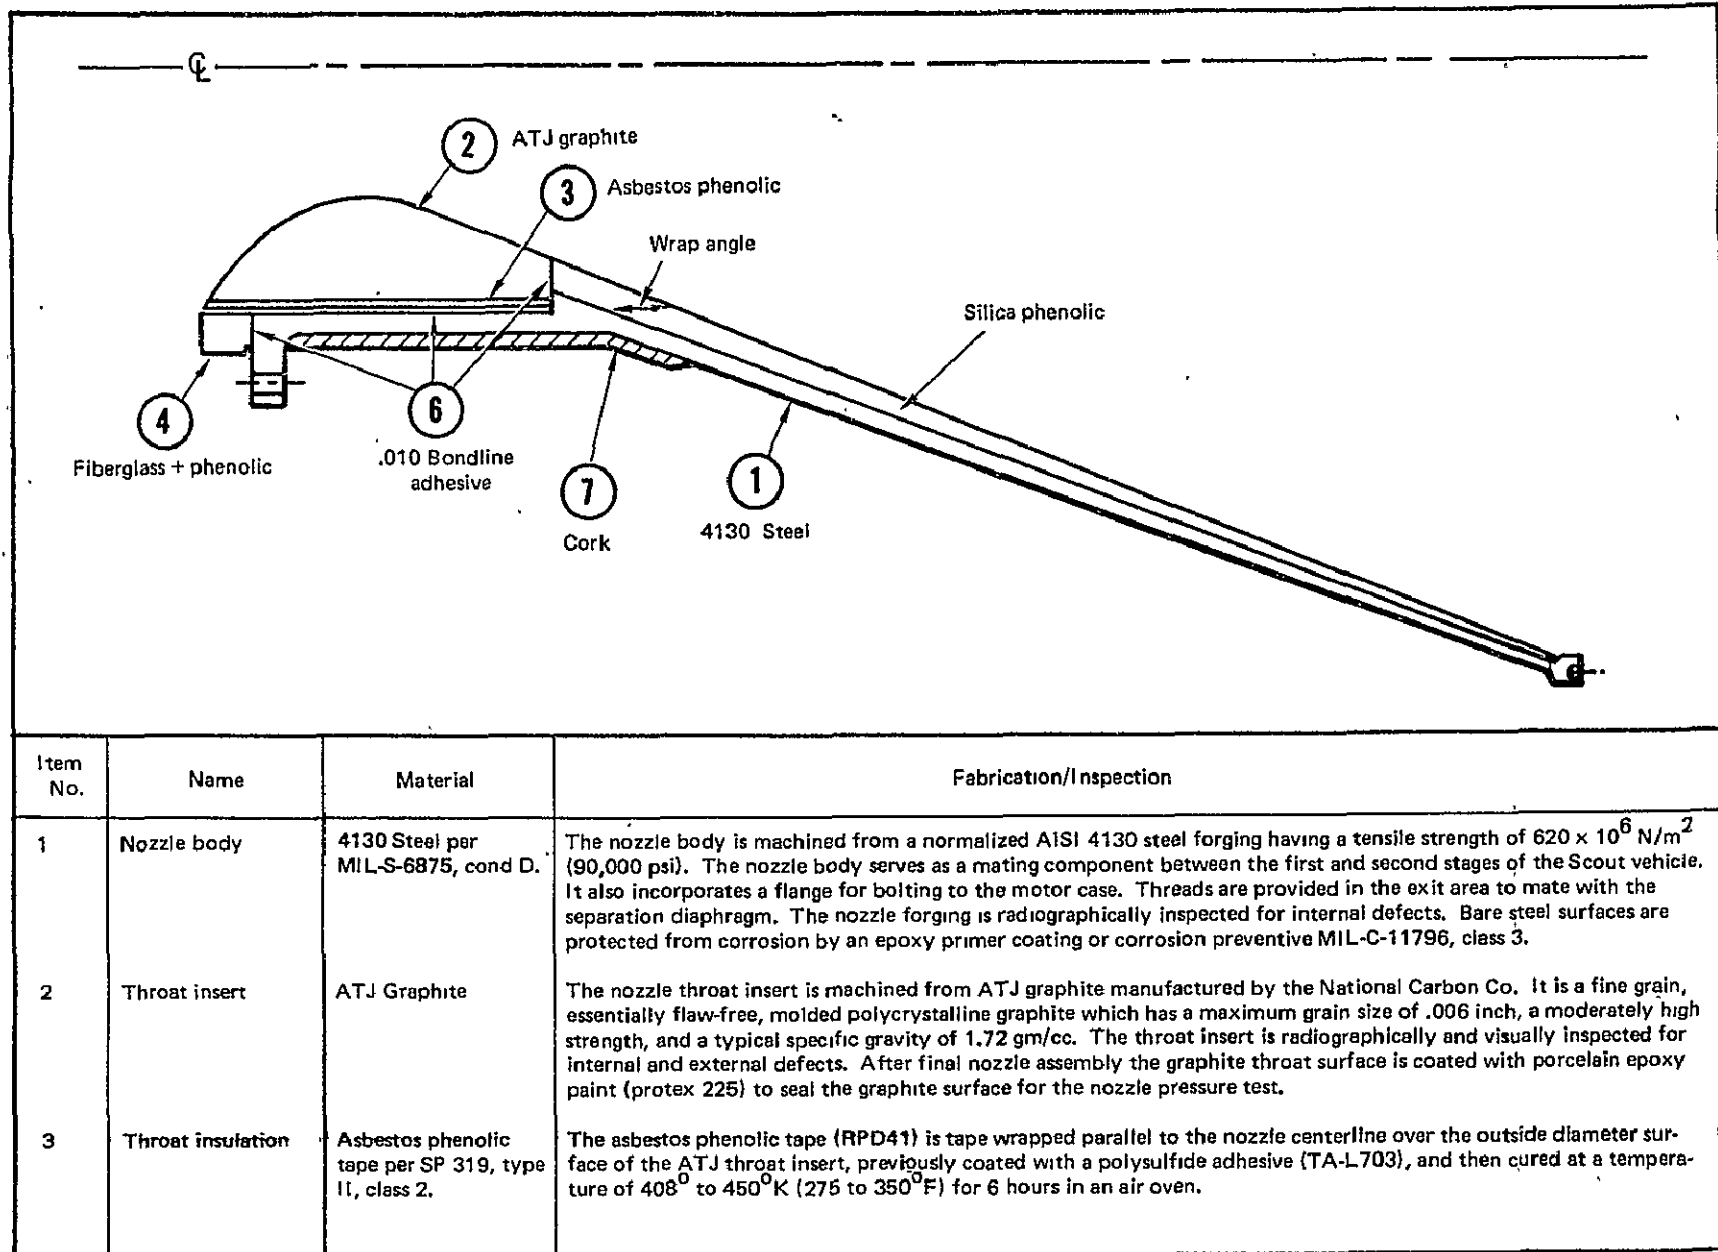 ℄
2 ATJ graphite
3 Asbestos phenolic
Wrap angle
Silica phenolic
4
Fiberglass + phenolic
6
.010 Bondline
adhesive
7
Cork
1
4130 Steel
Item
No.
Name
Material
Fabrication/Inspection
1
Nozzle body
4130 Steel per
MIL-S-6875, cond D.
The nozzle body is machined from a normalized AISI 4130 steel forging having a tensile strength of 620 x 10^6 N/m^2
(90,000 psi). The nozzle body serves as a mating component between the first and second stages of the Scout vehicle.
It also incorporates a flange for bolting to the motor case. Threads are provided in the exit area to mate with the
separation diaphragm. The nozzle forging is radiographically inspected for internal defects. Bare steel surfaces are
protected from corrosion by an epoxy primer coating or corrosion preventive MIL-C-11796, class 3.
2
Throat insert
ATJ Graphite
The nozzle throat insert is machined from ATJ graphite manufactured by the National Carbon Co. It is a fine grain,
essentially flaw-free, molded polycrystalline graphite which has a maximum grain size of .006 inch, a moderately high
strength, and a typical specific gravity of 1.72 gm/cc. The throat insert is radiographically and visually inspected for
internal and external defects. After final nozzle assembly the graphite throat surface is coated with porcelain epoxy
paint (protex 225) to seal the graphite surface for the nozzle pressure test.
3
Throat insulation
Asbestos phenolic
tape per SP 319, type
II, class 2.
The asbestos phenolic tape (RPD41) is tape wrapped parallel to the nozzle centerline over the outside diameter sur-
face of the ATJ throat insert, previously coated with a polysulfide adhesive (TA-L703), and then cured at a tempera-
ture of 408° to 450°K (275 to 350°F) for 6 hours in an air oven.